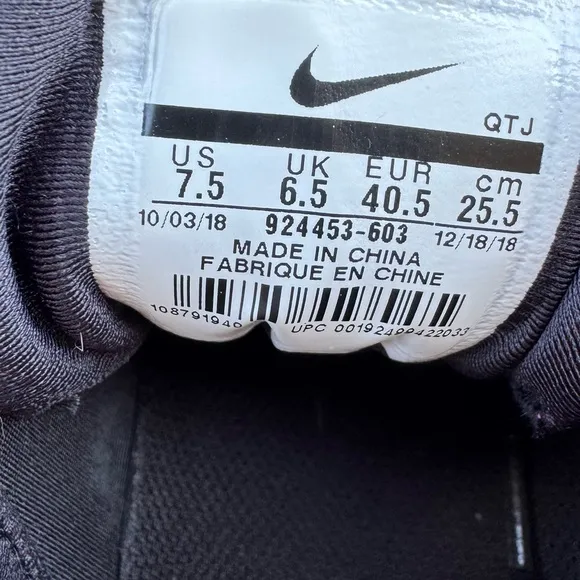 QTJ
US UK EUR cm
7.5 6.5 40.5 25.5
10/03/18 924453-603 12/18/18
MADE IN CHINA
FABRIQUE EN CHINE
108791940 UPC 00192499422033